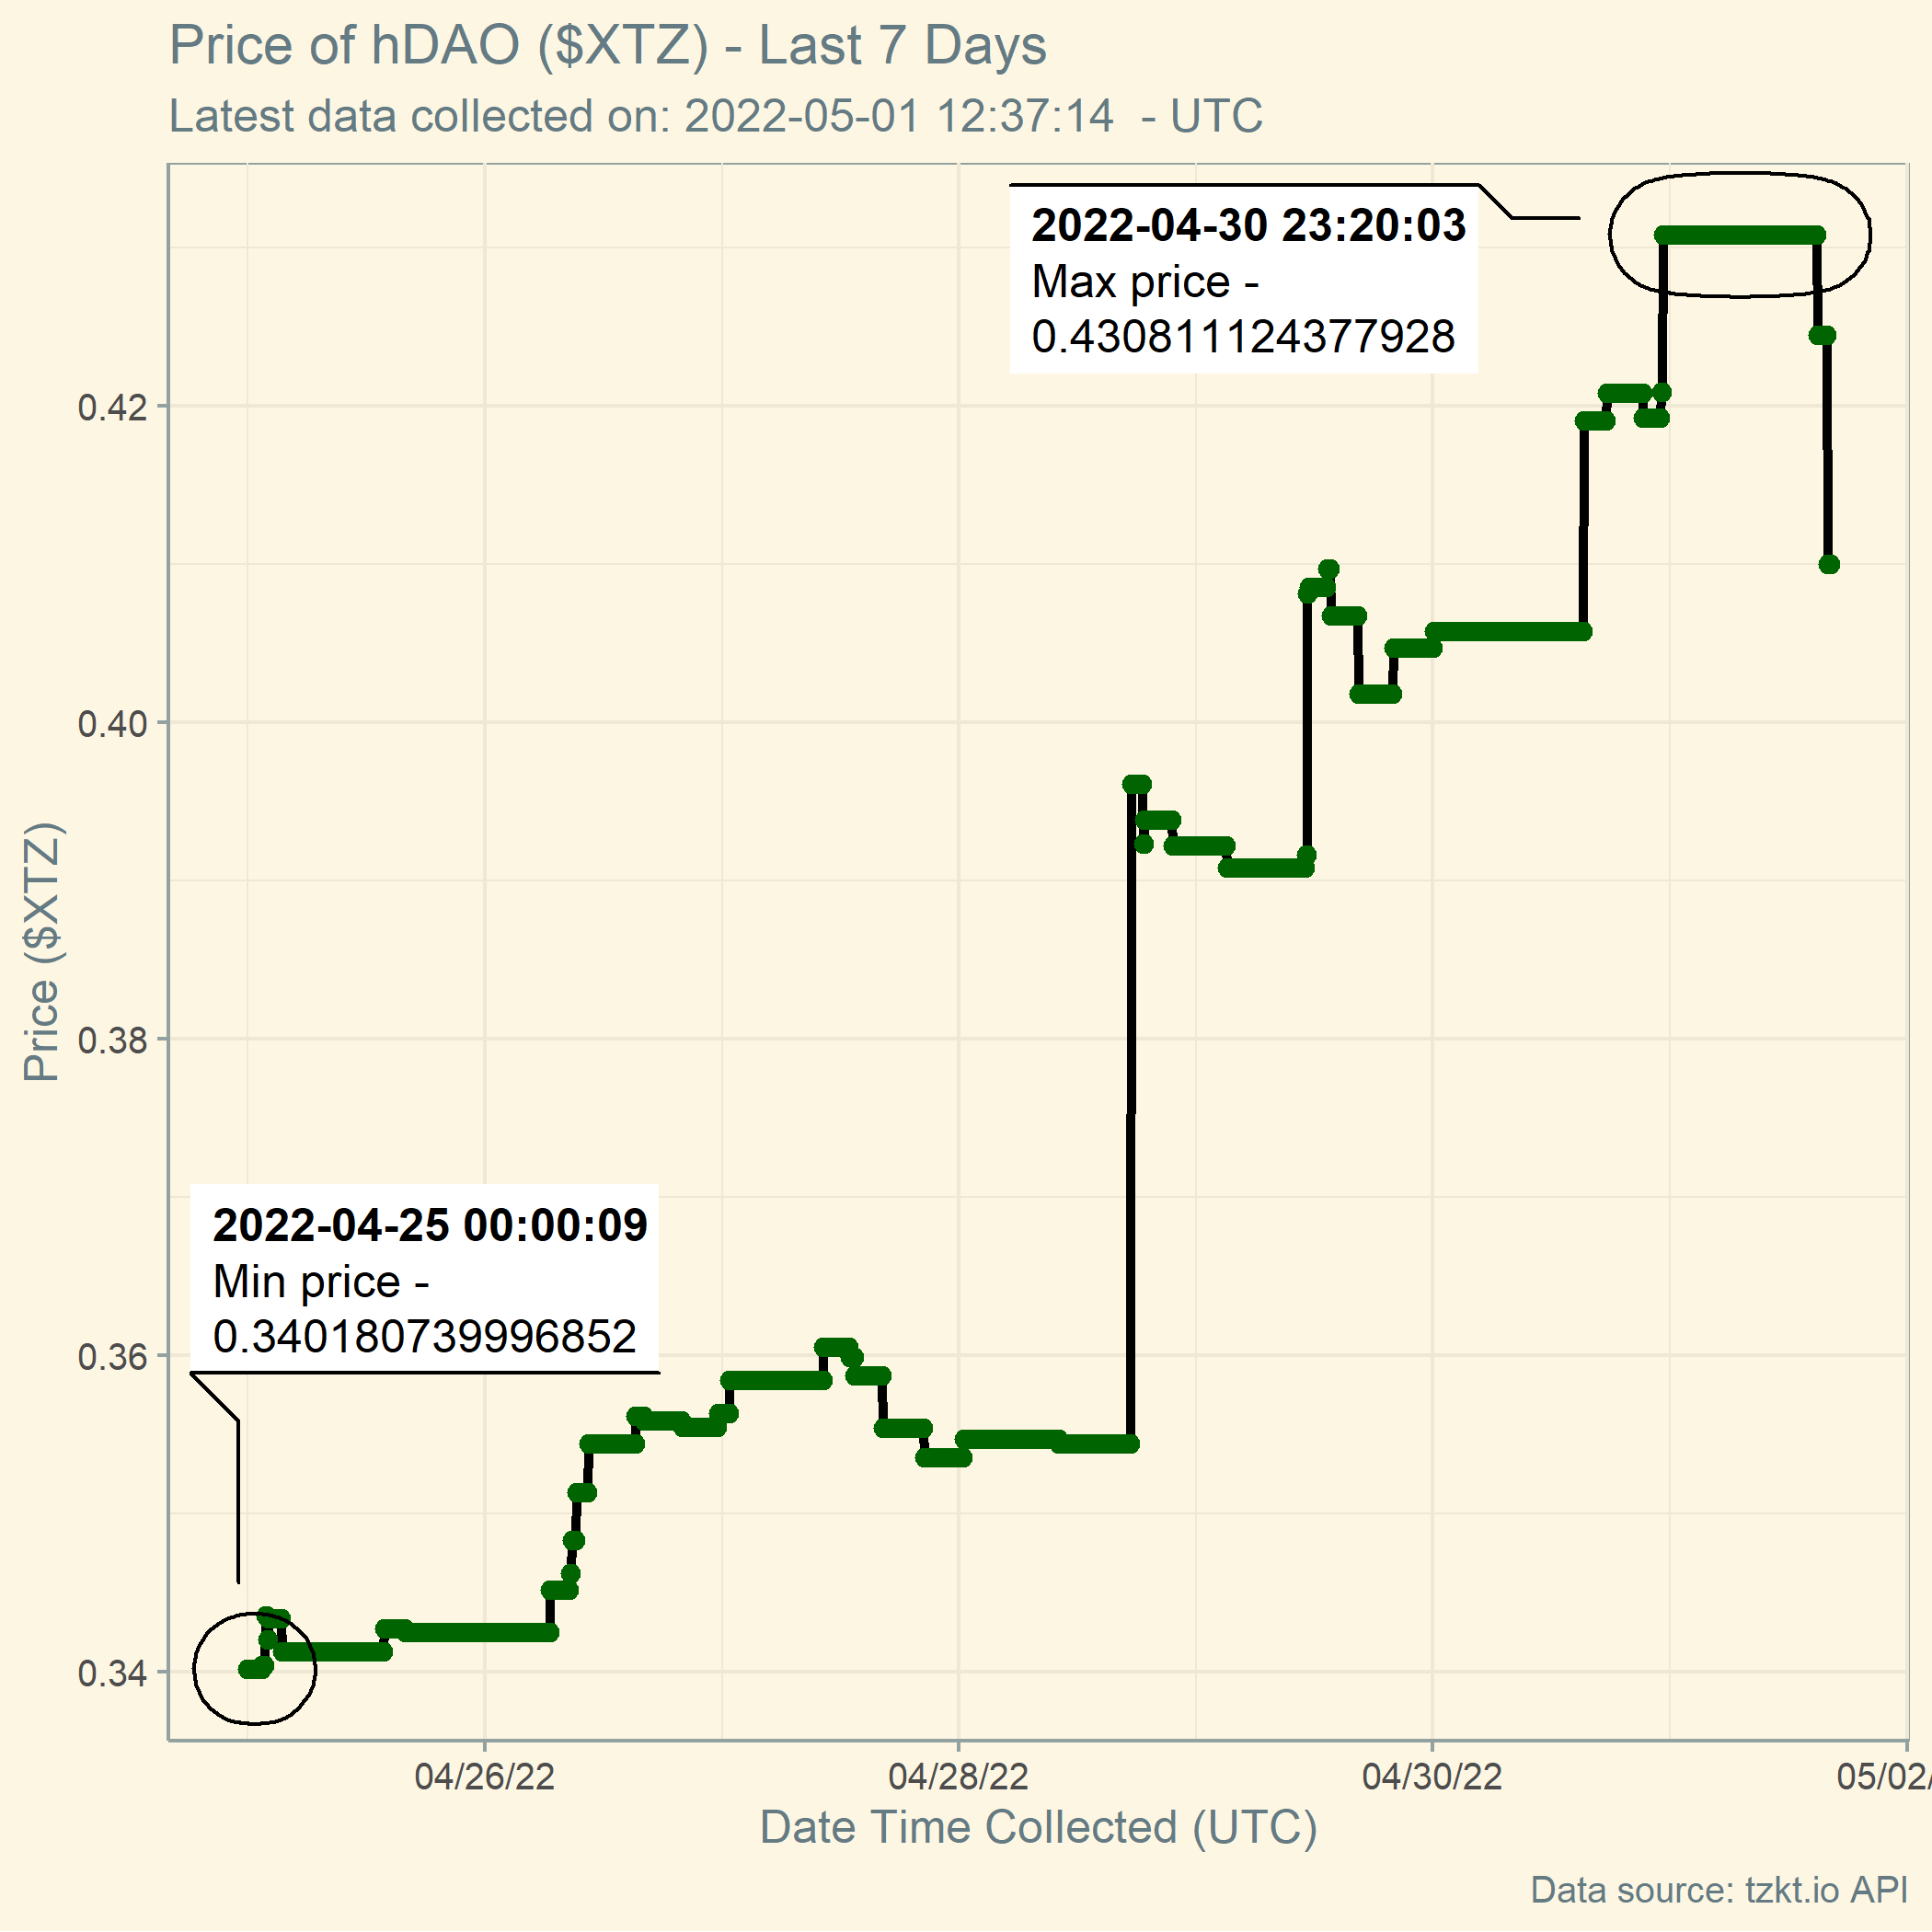 Price of hDAO ($XTZ) - Last 7 Days
Latest data collected on: 2022-05-01 12:37:14  - UTC
2022-04-30 23:20:03
Max price -
0.430811124377928
0.42
0.40
0.38
Price ($XTZ)
2022-04-25 00:00:09
Min price -
0.340180739996852
0.36
0.34
04/26/22
04/28/22
04/30/22
05/02/
Date Time Collected (UTC)
Data source: tzkt.io API